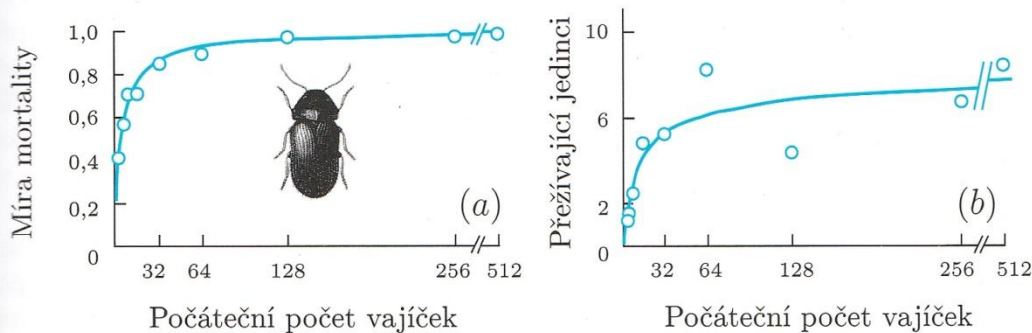 Míra mortality
1,0
0,8
0,6
0,4
0,2
0
(a)
32 64 128 256 512
Počáteční počet vajíček
Přežívající jedinci
10
6
2
0
(b)
32 64 128 256 512
Počáteční počet vajíček